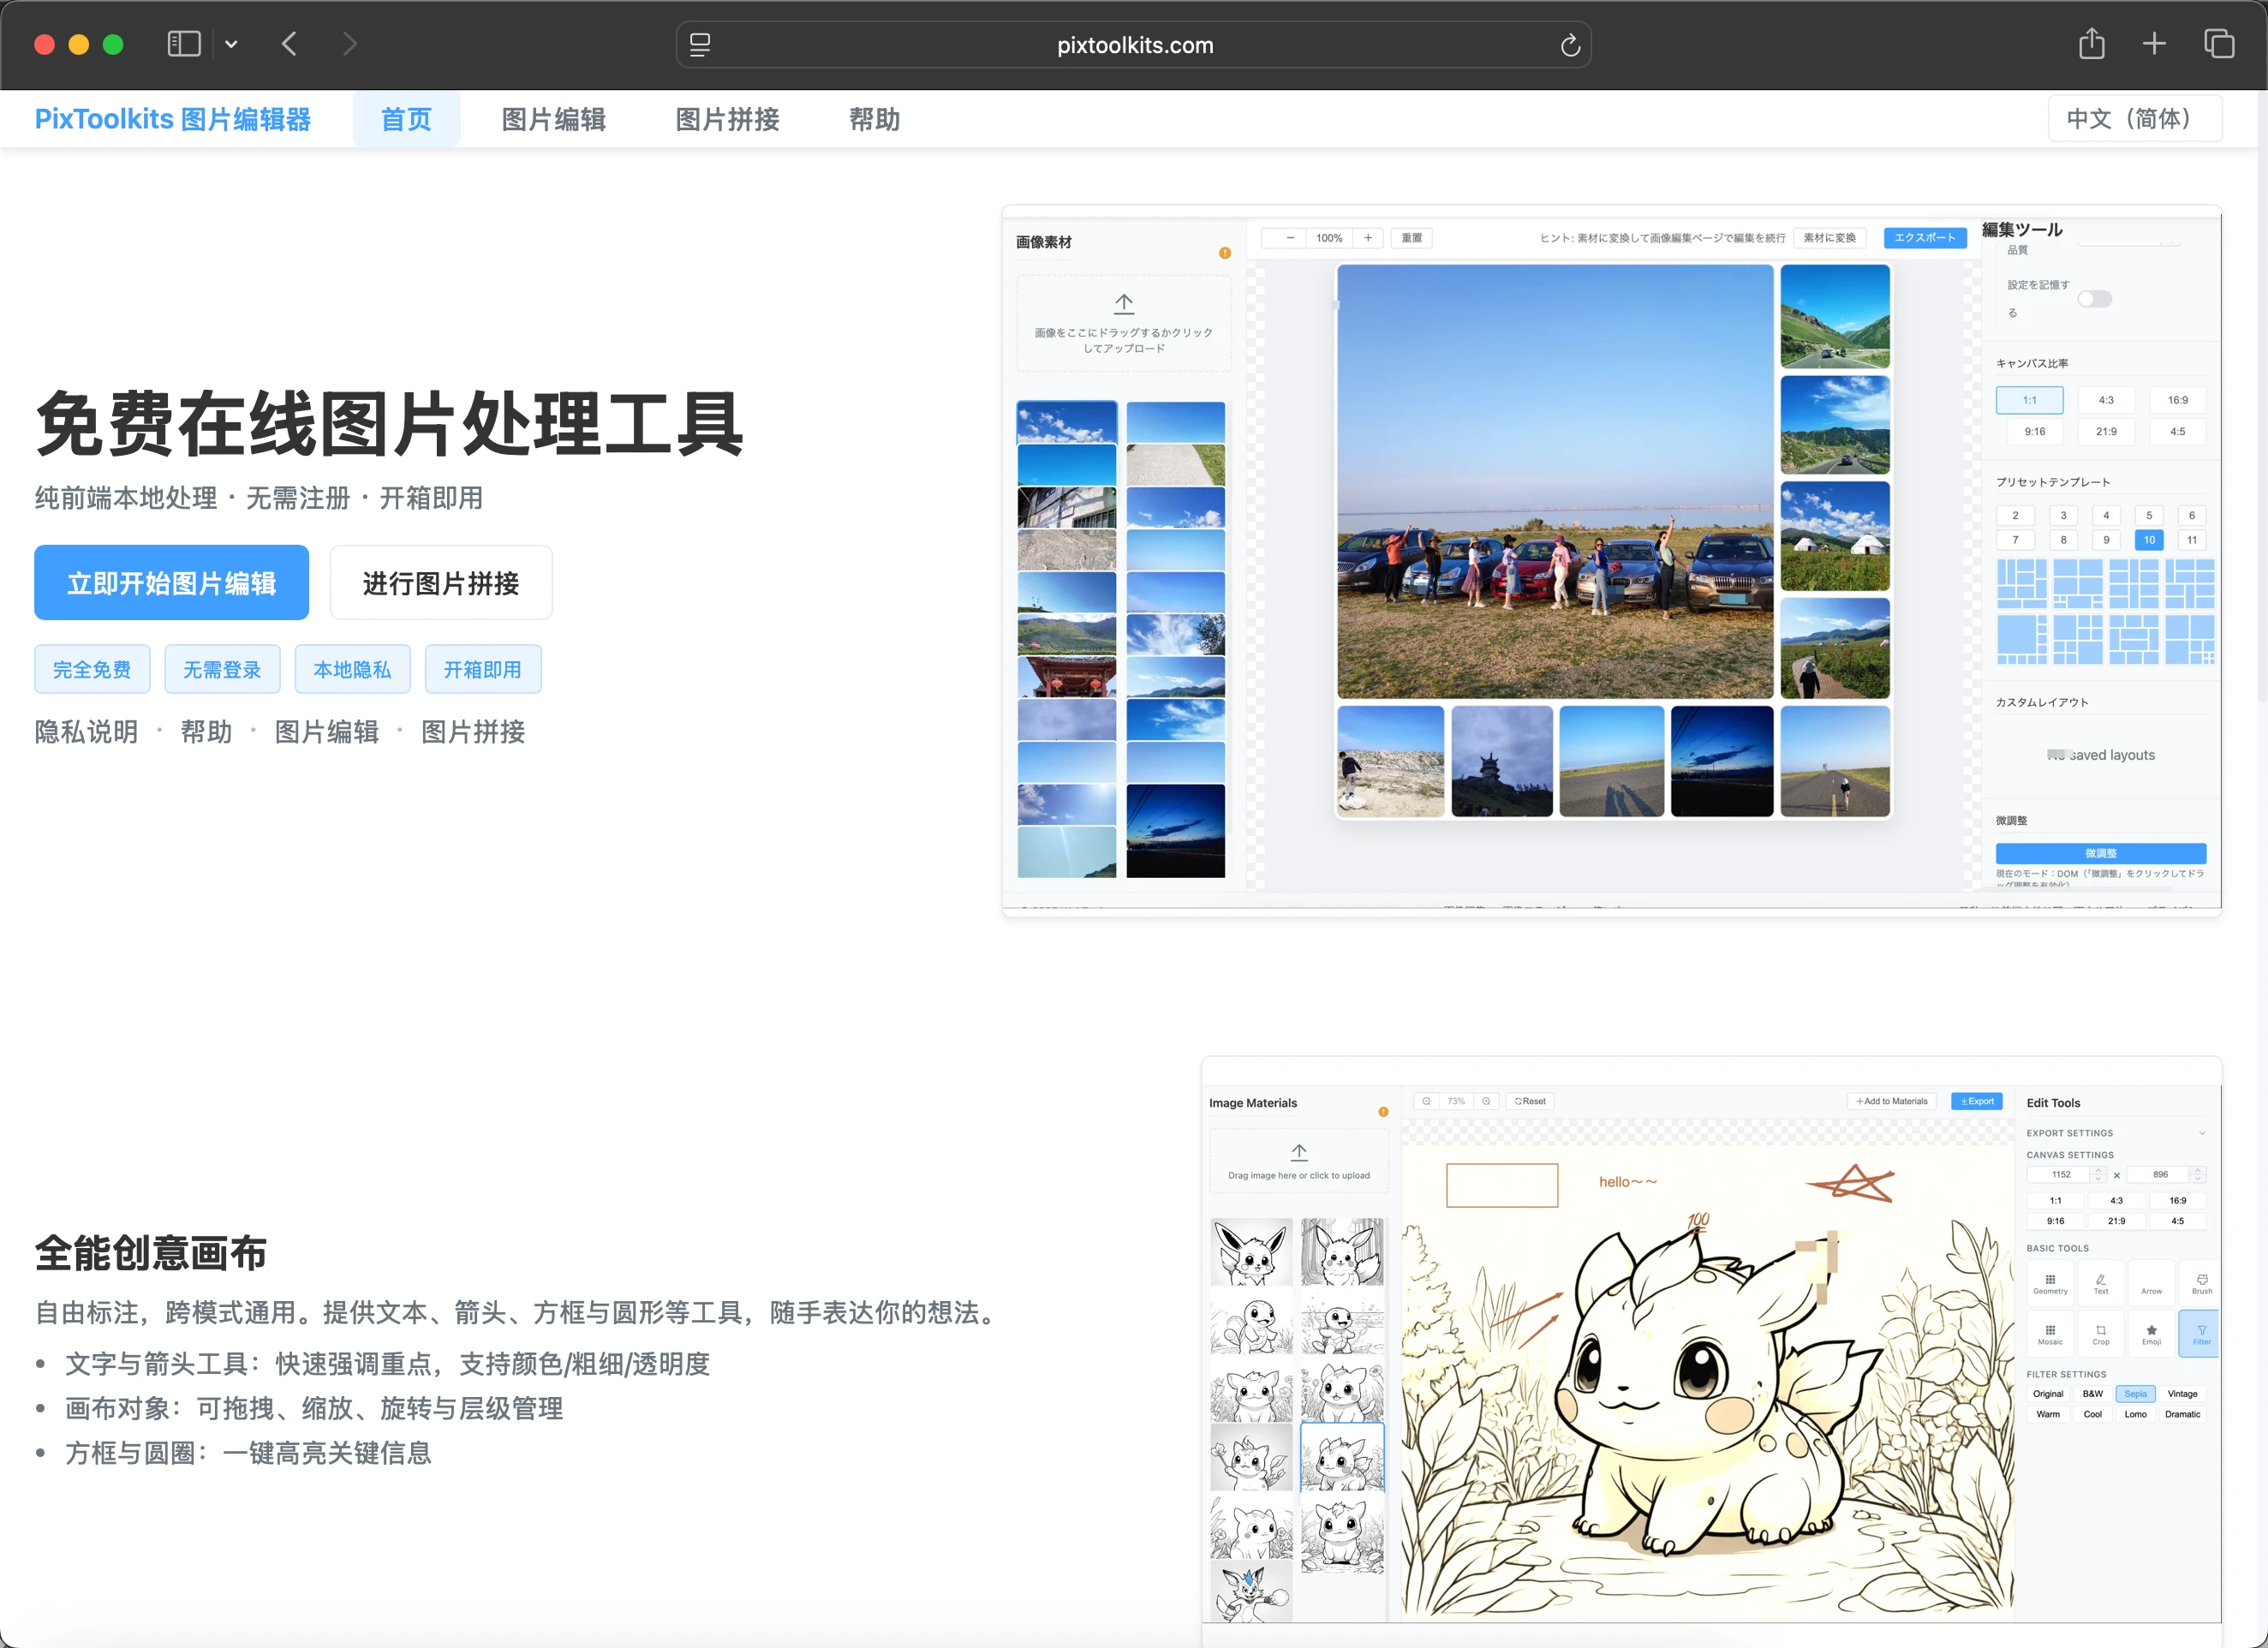 pixtoolkits.com
PixToolkits 图片编辑器 首页 图片编辑 图片拼接 帮助 中文（简体）
免费在线图片处理工具
纯前端本地处理 · 无需注册 · 开箱即用
立即开始图片编辑 进行图片拼接
完全免费 无需登录 本地隐私 开箱即用
隐私说明 · 帮助 · 图片编辑 · 图片拼接
画像素材
画像をここにドラッグするかクリック
してアップロード
− 100% + 重置 ヒント: 素材に変換して画像編集ページで編集を続行 素材に変換 エクスポート
編集ツール
品質
設定を記憶す
る
キャンバス比率
1:1 4:3 16:9
9:16 21:9 4:5
プリセットテンプレート
2 3 4 5 6
7 8 9 10 11
カスタムレイアウト
No saved layouts
微調整
微調整
現在のモード：DOM（「微調整」をクリックしてドラ
ッグ調整を有効化）
全能创意画布
自由标注，跨模式通用。提供文本、箭头、方框与圆形等工具，随手表达你的想法。
• 文字与箭头工具：快速强调重点，支持颜色/粗细/透明度
• 画布对象：可拖拽、缩放、旋转与层级管理
• 方框与圆圈：一键高亮关键信息
Image Materials
Drag image here or click to upload
73% Reset +Add to Materials Export
hello～～
100
Edit Tools
EXPORT SETTINGS
CANVAS SETTINGS
1152 × 896
1:1 4:3 16:9
9:16 21:9 4:5
BASIC TOOLS
Geometry Text Arrow Brush
Mosaic Crop Emoji Filter
FILTER SETTINGS
Original B&W Sepia Vintage
Warm Cool Lomo Dramatic